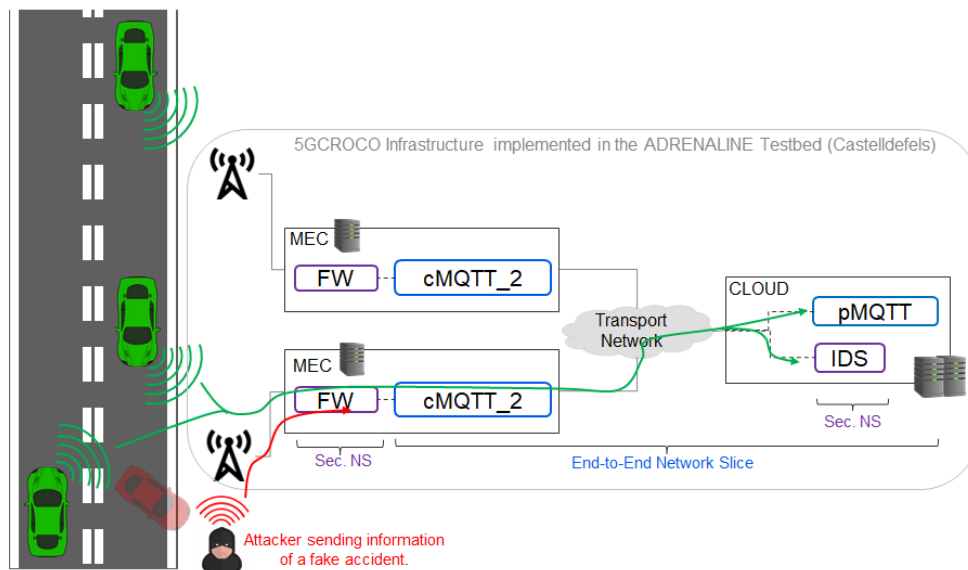 5GCROCO Infrastructure implemented in the ADRENALINE Testbed (Castelldefels)
MEC
FW
cMQTT_2
CLOUD
pMQTT
Transport
Network
IDS
MEC
FW
cMQTT_2
Sec. NS
Sec. NS
End-to-End Network Slice
Attacker sending information
of a fake accident.